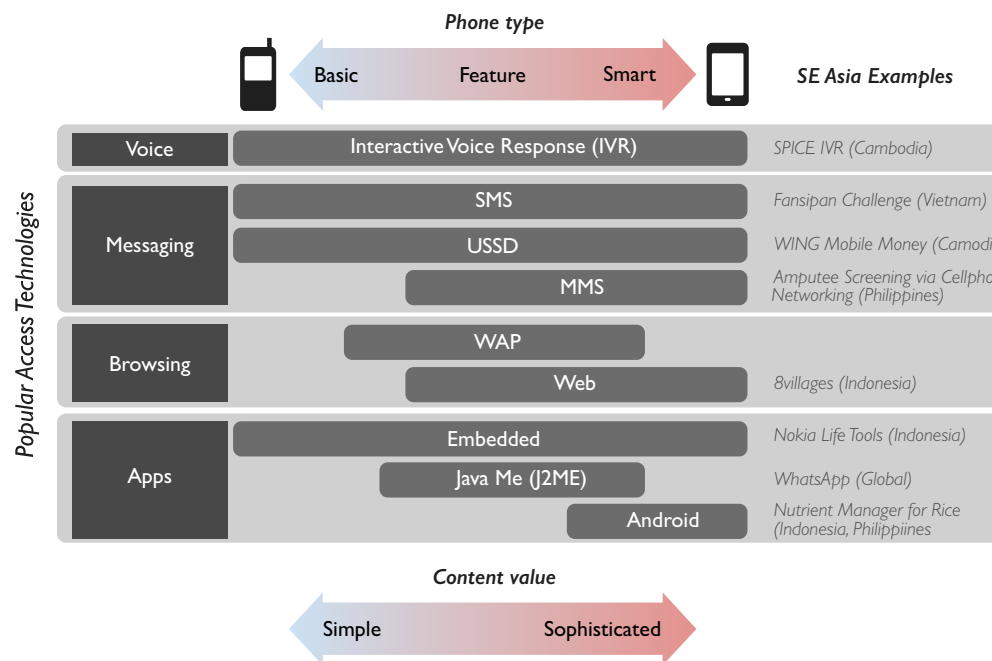 Phone type
Basic Feature Smart
SE Asia Examples
Popular Access Technologies
Voice
Interactive Voice Response (IVR)
SPICE IVR (Cambodia)
Messaging
SMS
Fansipan Challenge (Vietnam)
USSD
WING Mobile Money (Camodi
MMS
Amputee Screening via Cellpho
Networking (Philippines)
Browsing
WAP
Web
8villages (Indonesia)
Apps
Embedded
Nokia Life Tools (Indonesia)
Java Me (J2ME)
WhatsApp (Global)
Android
Nutrient Manager for Rice
(Indonesia, Philippiines
Content value
Simple Sophisticated